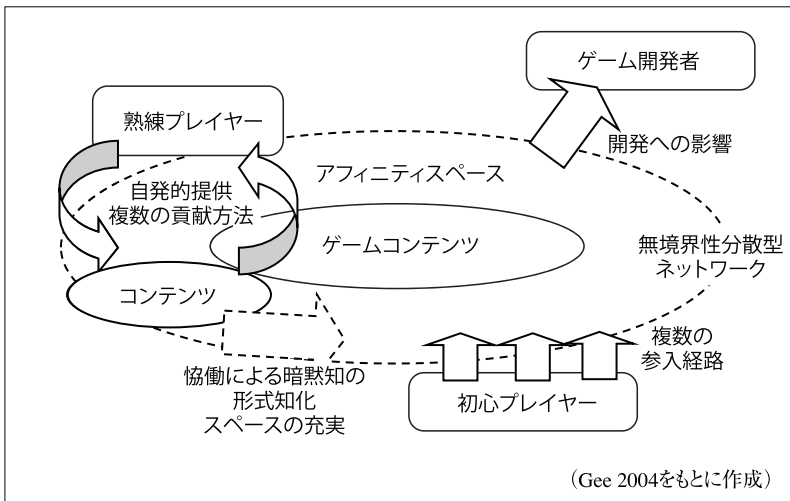 ゲーム開発者
熟練プレイヤー
開発への影響
アフィニティスペース
自発的提供
複数の貢献方法
ゲームコンテンツ
無境界性分散型
ネットワーク
コンテンツ
複数の
参入経路
恊働による暗黙知の
形式知化
スペースの充実
初心プレイヤー
（Gee 2004をもとに作成）